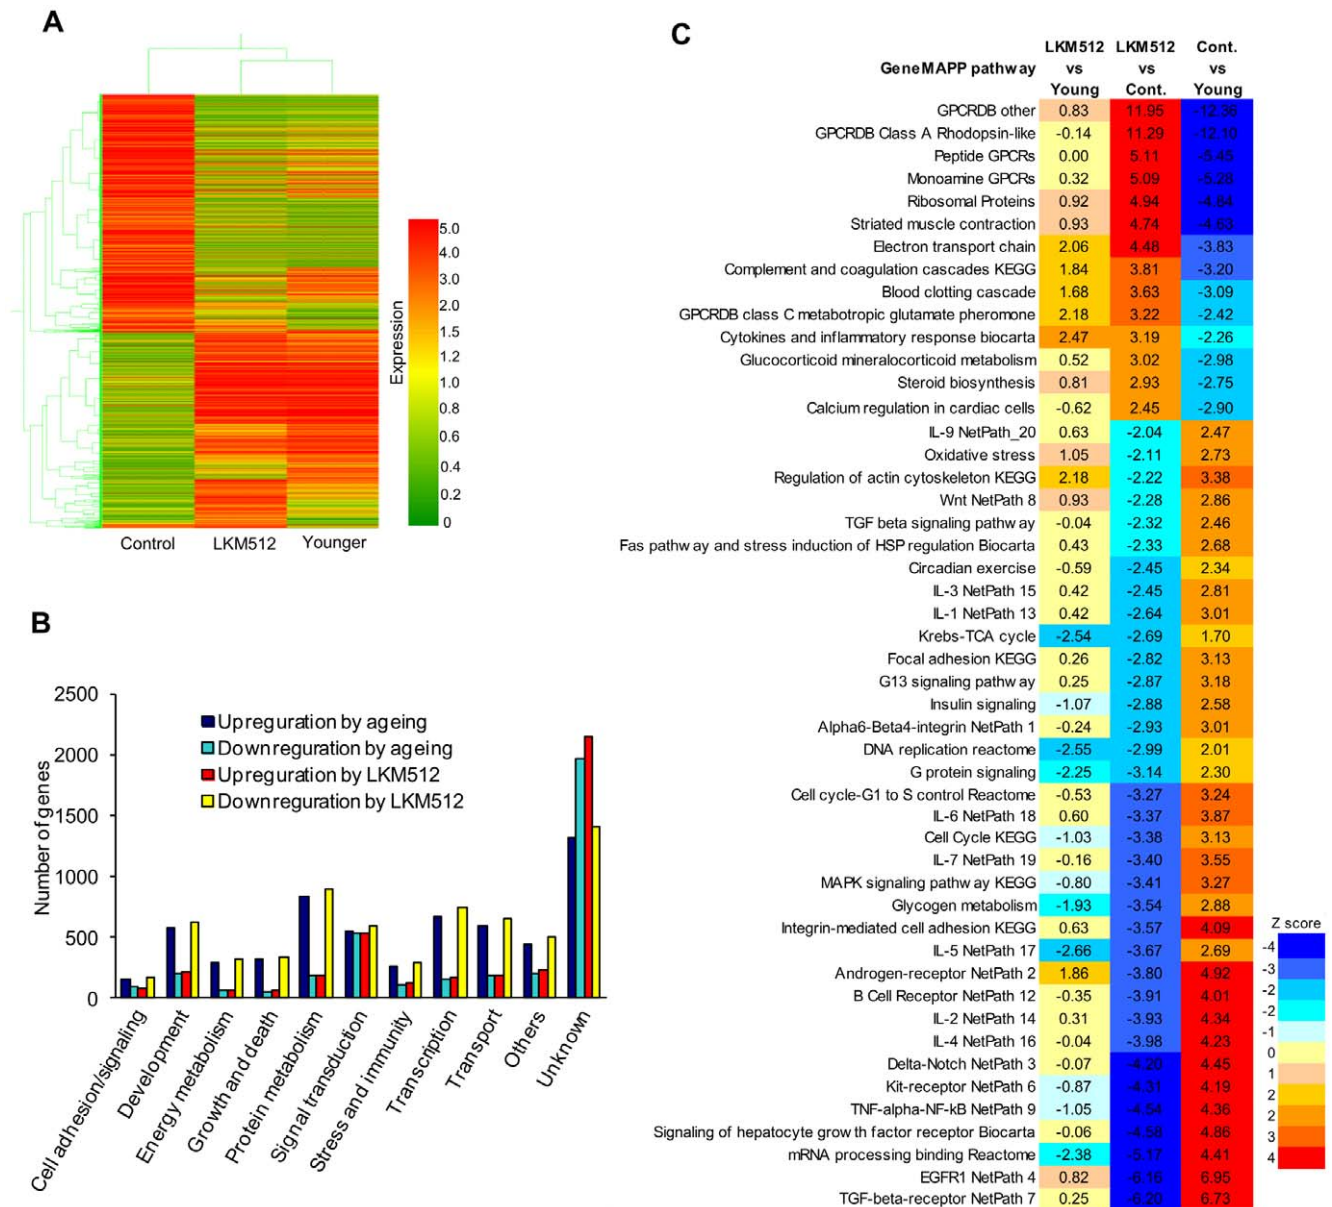 A
5.0
4.0
3.0
2.0
1.5
1.2
1.0
0.8
0.6
0.4
0.2
0
Expression
Control LKM512 Younger
B
2500
2000
1500
1000
500
0
Number of genes
Upreguration by ageing
Downreguration by ageing
Upreguration by LKM512
Downreguration by LKM512
Cell adhesion/signaling
Development
Energy metabolism
Growth and death
Protein metabolism
Signal transduction
Stress and immunity
Transcription
Transport
Others
Unknown
C
LKM512 LKM512 Cont.
GeneMAPP pathway vs vs vs
Young Cont. Young
GPCRDB other 0.83 11.95 -12.36
GPCRDB Class A Rhodopsin-like -0.14 11.29 -12.10
Peptide GPCRs 0.00 5.11 -5.45
Monoamine GPCRs 0.32 5.09 -5.28
Ribosomal Proteins 0.92 4.94 -4.84
Striated muscle contraction 0.93 4.74 -4.63
Electron transport chain 2.06 4.48 -3.83
Complement and coagulation cascades KEGG 1.84 3.81 -3.20
Blood clotting cascade 1.68 3.63 -3.09
GPCRDB class C metabotropic glutamate pheromone 2.18 3.22 -2.42
Cytokines and inflammatory response biocarta 2.47 3.19 -2.26
Glucocorticoid mineralocorticoid metabolism 0.52 3.02 -2.98
Steroid biosynthesis 0.81 2.93 -2.75
Calcium regulation in cardiac cells -0.62 2.45 -2.90
IL-9 NetPath_20 0.63 -2.04 2.47
Oxidative stress 1.05 -2.11 2.73
Regulation of actin cytoskeleton KEGG 2.18 -2.22 3.38
Wnt NetPath 8 0.93 -2.28 2.86
TGF beta signaling pathway -0.04 -2.32 2.46
Fas pathway and stress induction of HSP regulation Biocarta 0.43 -2.33 2.68
Circadian exercise -0.59 -2.45 2.34
IL-3 NetPath 15 0.42 -2.45 2.81
IL-1 NetPath 13 0.42 -2.64 3.01
Krebs-TCA cycle -2.54 -2.69 1.70
Focal adhesion KEGG 0.26 -2.82 3.13
G13 signaling pathway 0.25 -2.87 3.18
Insulin signaling -1.07 -2.88 2.58
Alpha6-Beta4-integrin NetPath 1 -0.24 -2.93 3.01
DNA replication reactome -2.55 -2.99 2.01
G protein signaling -2.25 -3.14 2.30
Cell cycle-G1 to S control Reactome -0.53 -3.27 3.24
IL-6 NetPath 18 0.60 -3.37 3.87
Cell Cycle KEGG -1.03 -3.38 3.13
IL-7 NetPath 19 -0.16 -3.40 3.55
MAPK signaling pathway KEGG -0.80 -3.41 3.27
Glycogen metabolism -1.93 -3.54 2.88
Integrin-mediated cell adhesion KEGG 0.63 -3.57 4.09
IL-5 NetPath 17 -2.66 -3.67 2.69
Androgen-receptor NetPath 2 1.86 -3.80 4.92
B Cell Receptor NetPath 12 -0.35 -3.91 4.01
IL-2 NetPath 14 0.31 -3.93 4.34
IL-4 NetPath 16 -0.04 -3.98 4.23
Delta-Notch NetPath 3 -0.07 -4.20 4.45
Kit-receptor NetPath 6 -0.87 -4.31 4.19
TNF-alpha-NF-kB NetPath 9 -1.05 -4.54 4.36
Signaling of hepatocyte growth factor receptor Biocarta -0.06 -4.58 4.86
mRNA processing binding Reactome -2.38 -5.17 4.41
EGFR1 NetPath 4 0.82 -6.16 6.95
TGF-beta-receptor NetPath 7 0.25 -6.20 6.73
Z score
-4
-3
-2
-2
-1
0
1
2
2
3
4